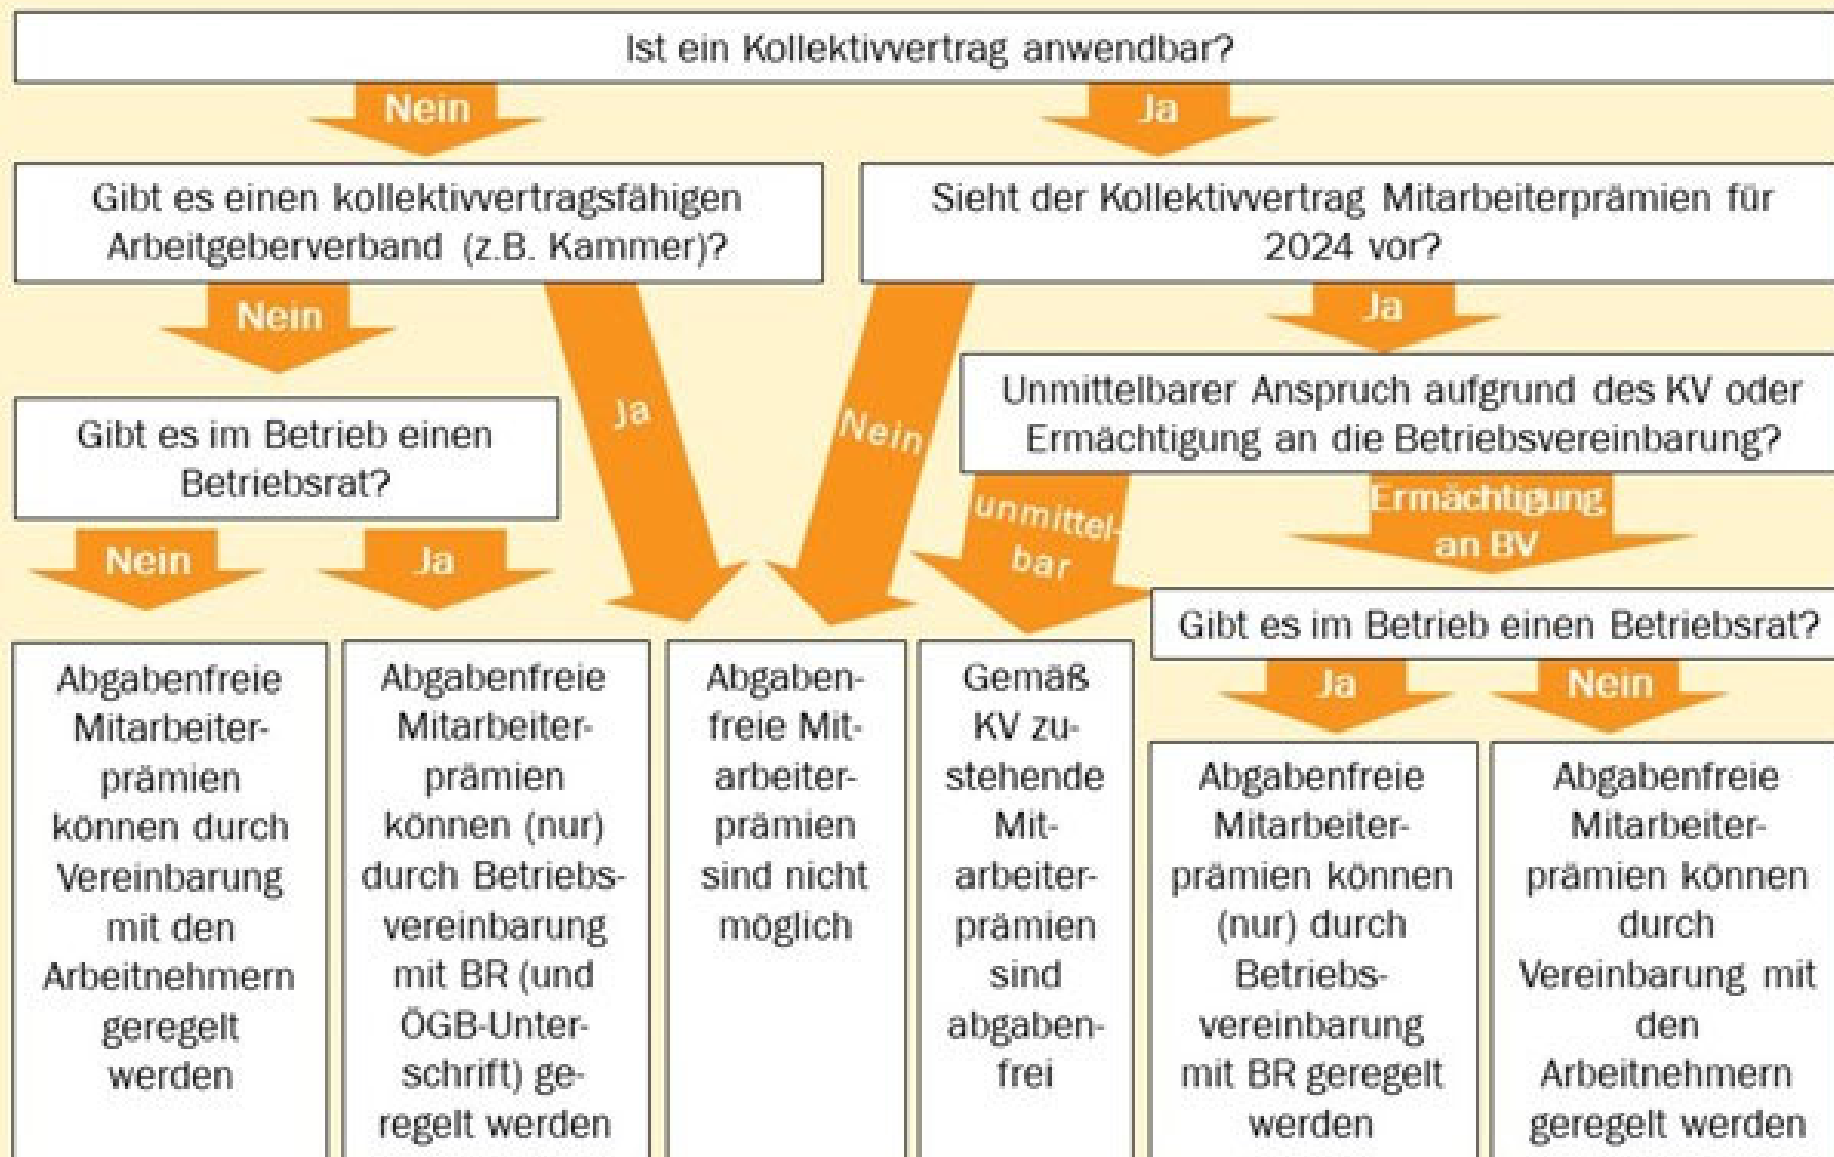 Ist ein Kollektivvertrag anwendbar?
Nein
Ja
Gibt es einen kollektivvertragsfähigen
Arbeitgeberverband (z.B. Kammer)?
Sieht der Kollektivvertrag Mitarbeiterprämien für
2024 vor?
Nein
Ja
Nein
Ja
Gibt es im Betrieb einen
Betriebsrat?
Unmittelbarer Anspruch aufgrund des KV oder
Ermächtigung an die Betriebsvereinbarung?
Nein
Ja
unmittel-
bar
Ermächtigung
an BV
Gibt es im Betrieb einen Betriebsrat?
Ja
Nein
Abgabenfreie
Mitarbeiter-
prämien
können durch
Vereinbarung
mit den
Arbeitnehmern
geregelt
werden
Abgabenfreie
Mitarbeiter-
prämien
können (nur)
durch Betriebs-
vereinbarung
mit BR (und
ÖGB-Unter-
schrift) ge-
regelt werden
Abgaben-
freie Mit-
arbeiter-
prämien
sind nicht
möglich
Gemäß
KV zu-
stehende
Mit-
arbeiter-
prämien
sind
abgaben-
frei
Abgabenfreie
Mitarbeiter-
prämien können
(nur) durch
Betriebs-
vereinbarung
mit BR geregelt
werden
Abgabenfreie
Mitarbeiter-
prämien können
durch
Vereinbarung mit
den
Arbeitnehmern
geregelt werden